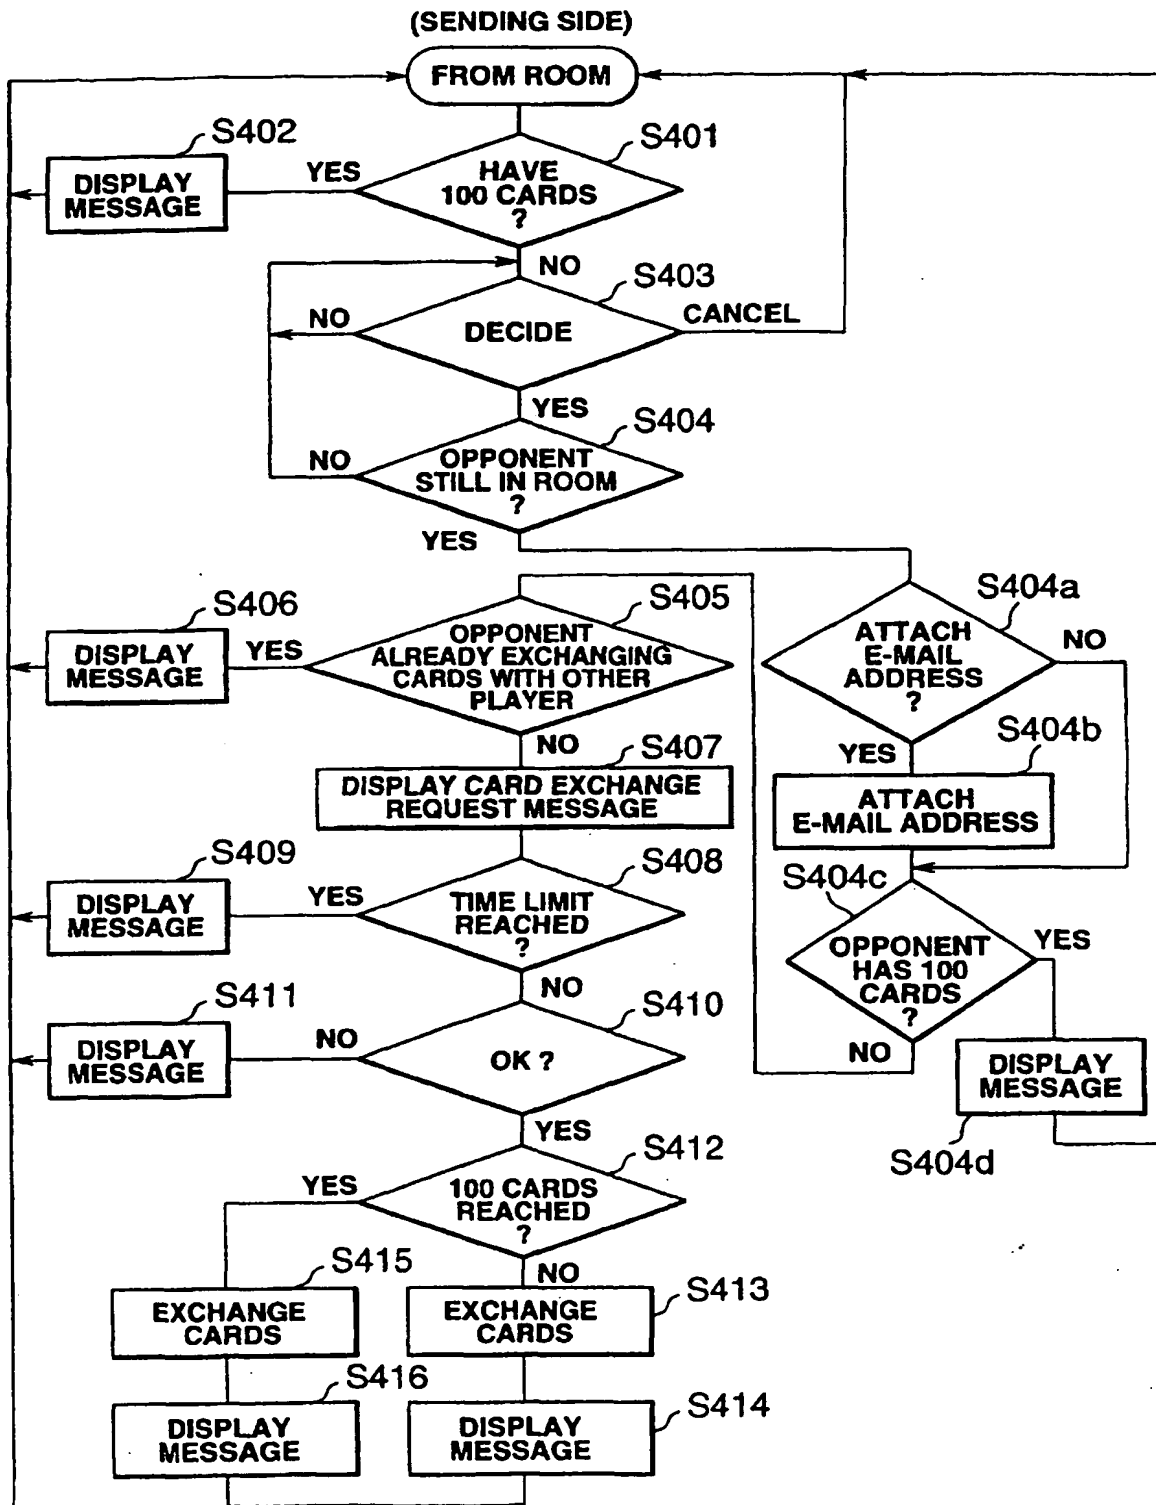 (SENDING SIDE)
FROM ROOM
S401
HAVE
100 CARDS
?
YES
S402
DISPLAY
MESSAGE
NO
S403
DECIDE
NO
CANCEL
YES
S404
OPPONENT
STILL IN ROOM
?
NO
YES
S404a
ATTACH
E-MAIL
ADDRESS
?
NO
YES
S404b
ATTACH
E-MAIL ADDRESS
S404c
OPPONENT
HAS 100
CARDS
?
YES
NO
DISPLAY
MESSAGE
S404d
S405
OPPONENT
ALREADY EXCHANGING
CARDS WITH OTHER
PLAYER
YES
S406
DISPLAY
MESSAGE
NO
S407
DISPLAY CARD EXCHANGE
REQUEST MESSAGE
S408
TIME LIMIT
REACHED
?
YES
S409
DISPLAY
MESSAGE
NO
S410
OK ?
NO
S411
DISPLAY
MESSAGE
YES
S412
100 CARDS
REACHED
?
YES
NO
S415
EXCHANGE
CARDS
S413
EXCHANGE
CARDS
S416
DISPLAY
MESSAGE
S414
DISPLAY
MESSAGE